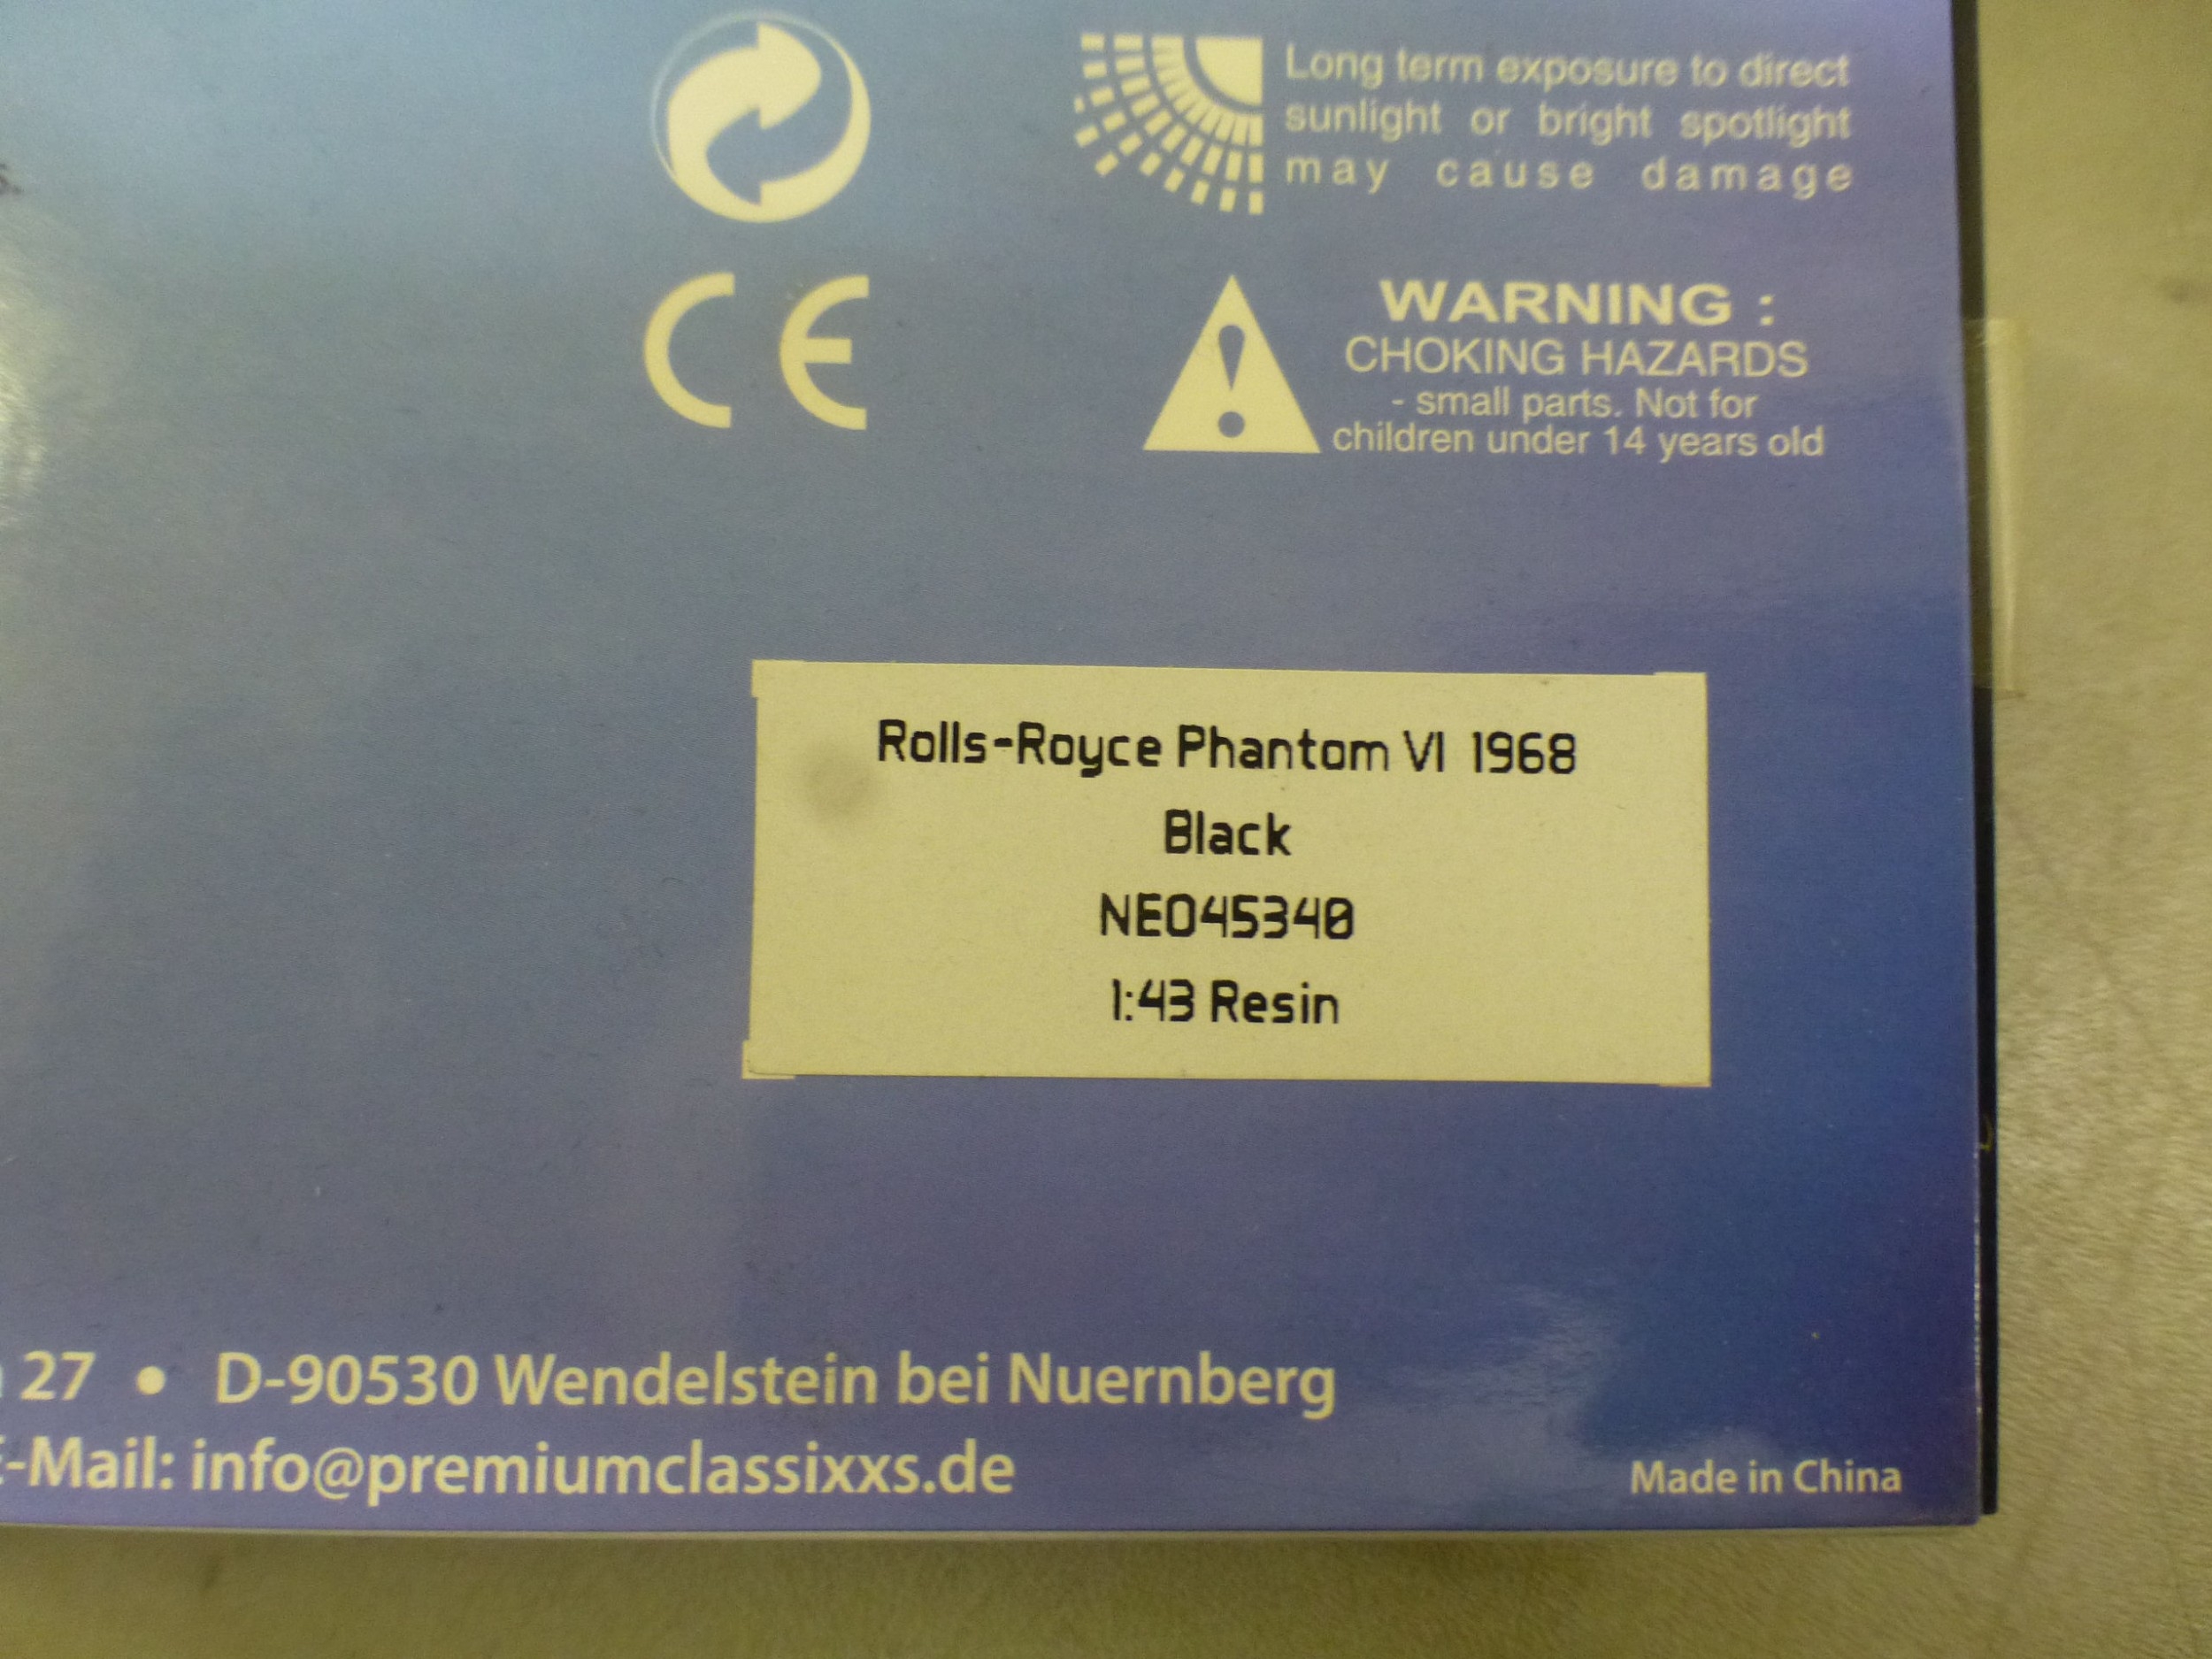 Long term exposure to direct
sunlight or bright spotlight
may cause damage
CE
WARNING :
CHOKING HAZARDS
- small parts. Not for
children under 14 years old
Rolls-Royce Phantom VI 1968
Black
NEO45340
1:43 Resin
27 • D-90530 Wendelstein bei Nuernberg
E-Mail: info@premiumclassixxs.de
Made in China